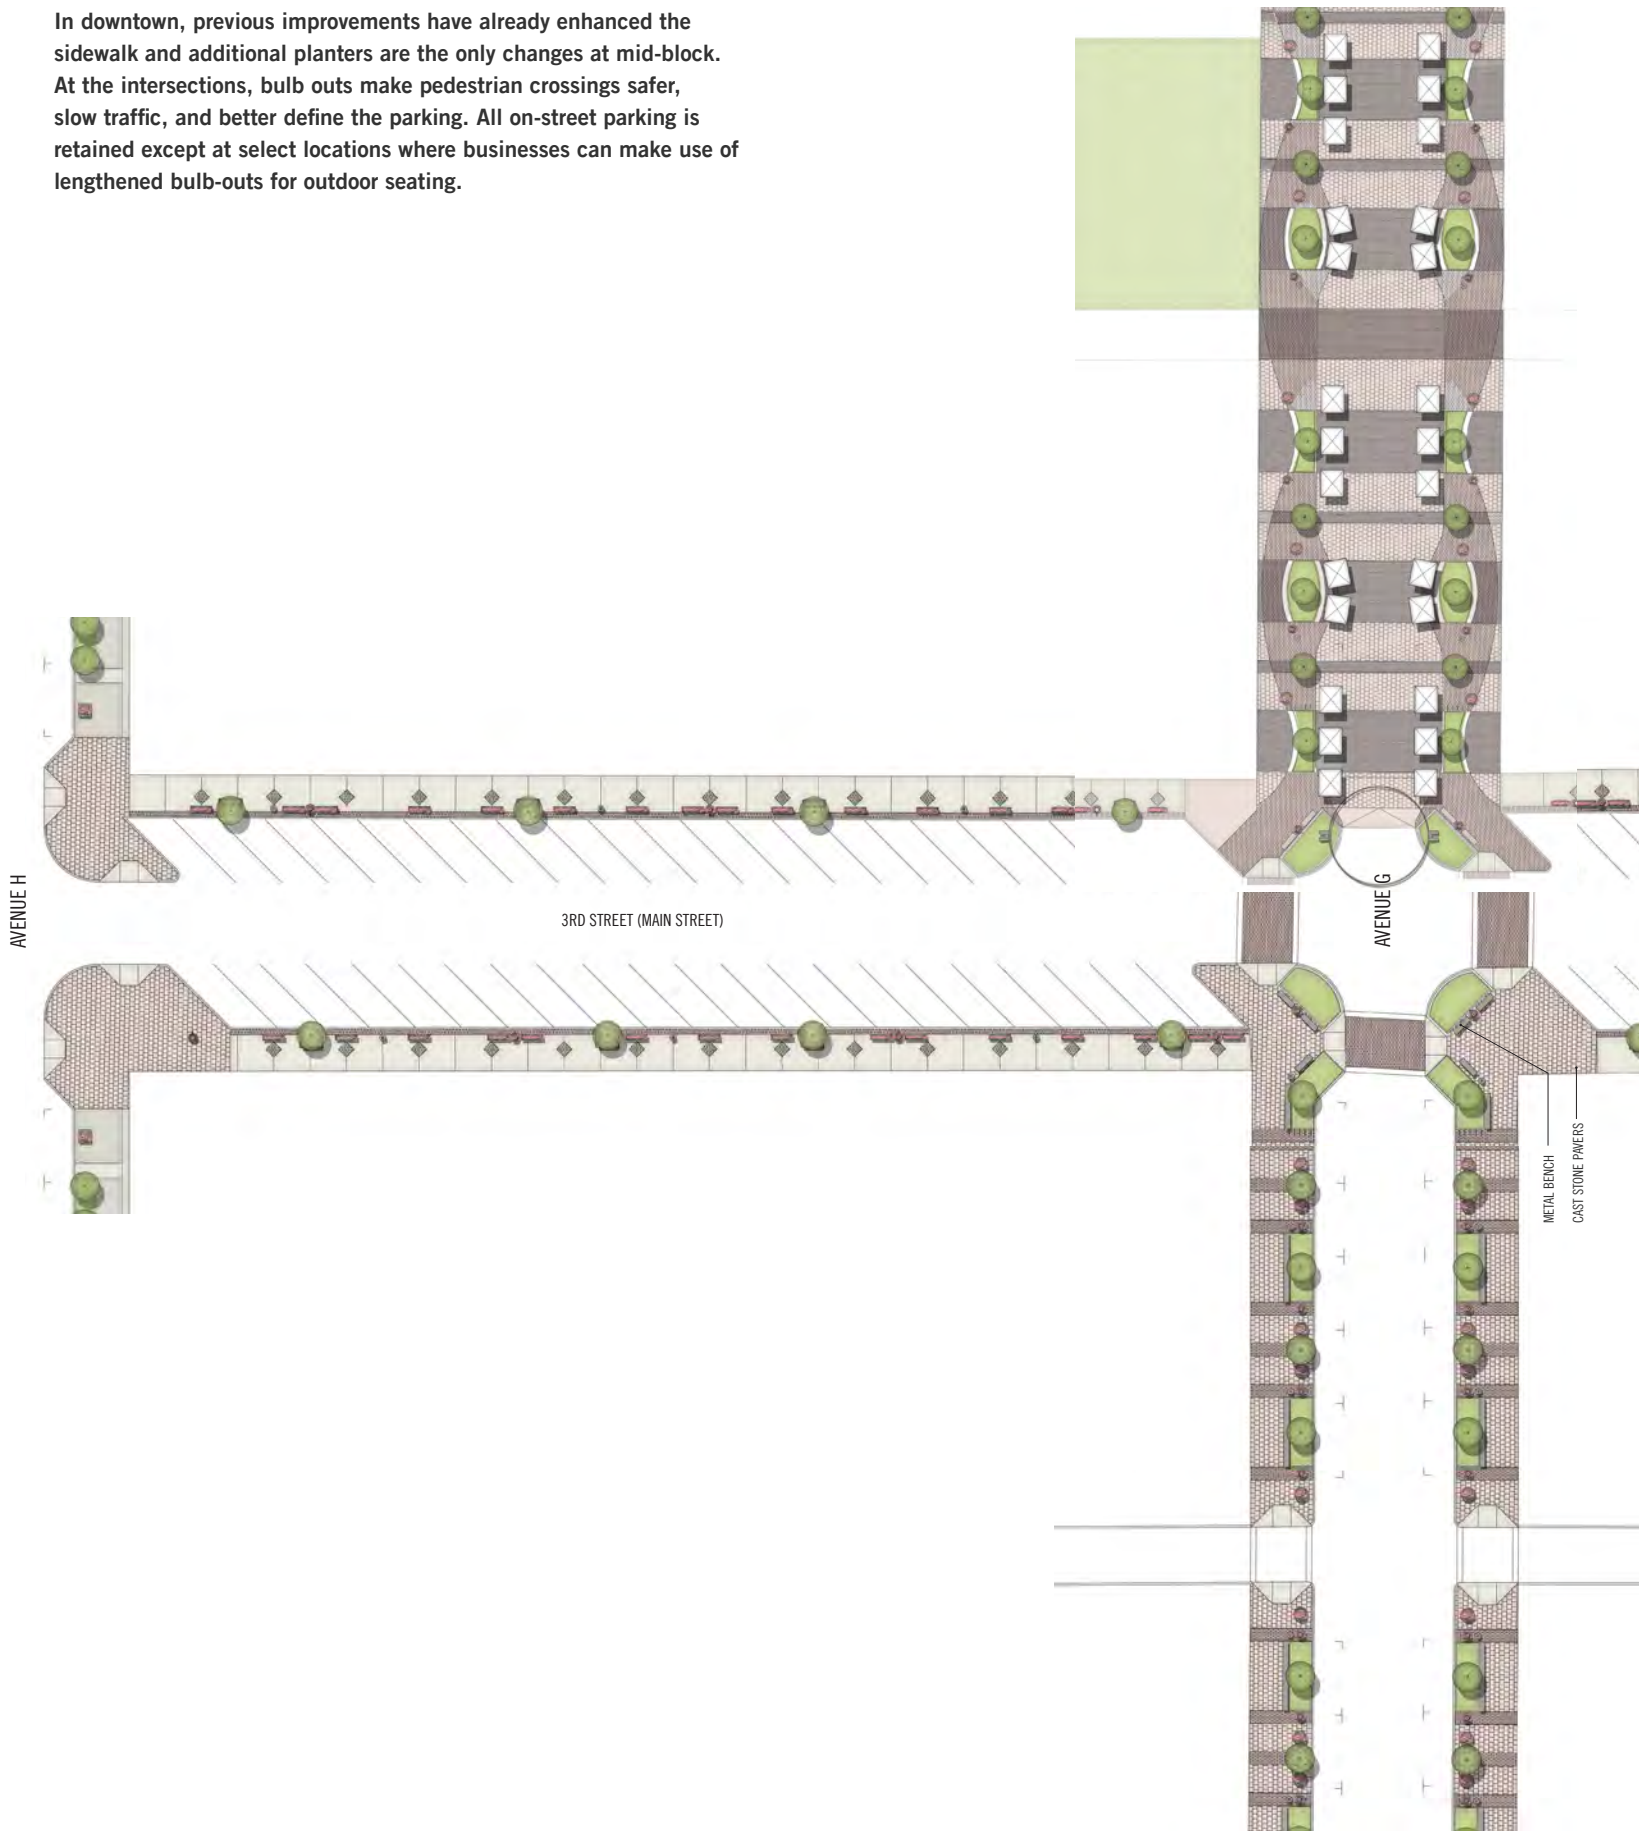 In downtown, previous improvements have already enhanced the
sidewalk and additional planters are the only changes at mid-block.
At the intersections, bulb outs make pedestrian crossings safer,
slow traffic, and better define the parking. All on-street parking is
retained except at select locations where businesses can make use of
lengthened bulb-outs for outdoor seating.
AVENUE H
3RD STREET (MAIN STREET)
AVENUE G
METAL BENCH
CAST STONE PAVERS